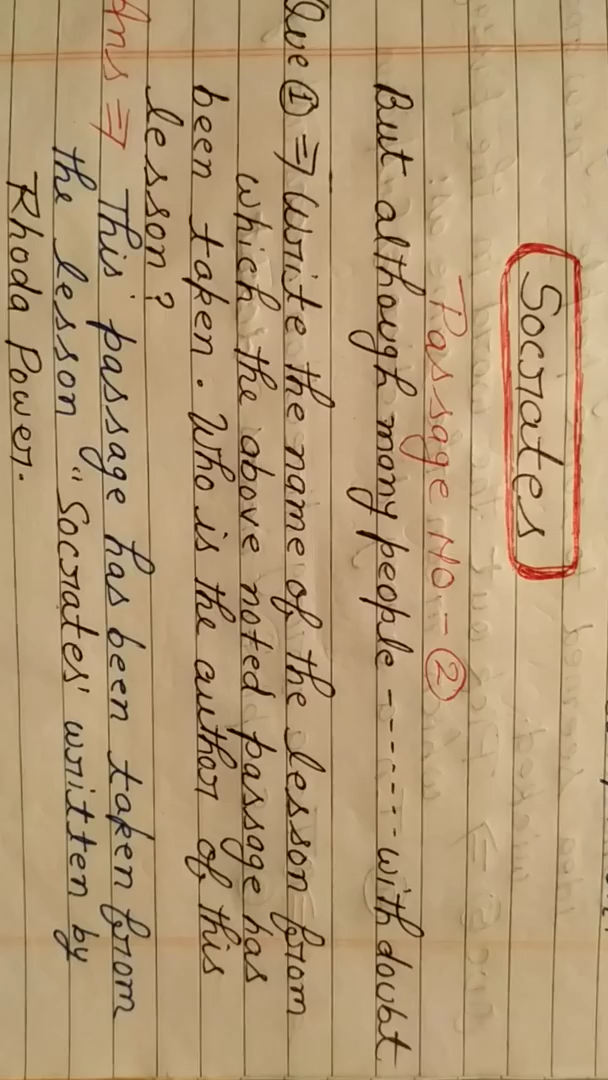 Socrates
Passage No - ②
But although many people ------ with doubt
Que ① ⇒ Write the name of the lesson from
which the above noted passage has
been taken. Who is the author of this
lesson?
Ans ⇒ This passage has been taken from
the lesson "Socrates' written by
Rhoda Power.